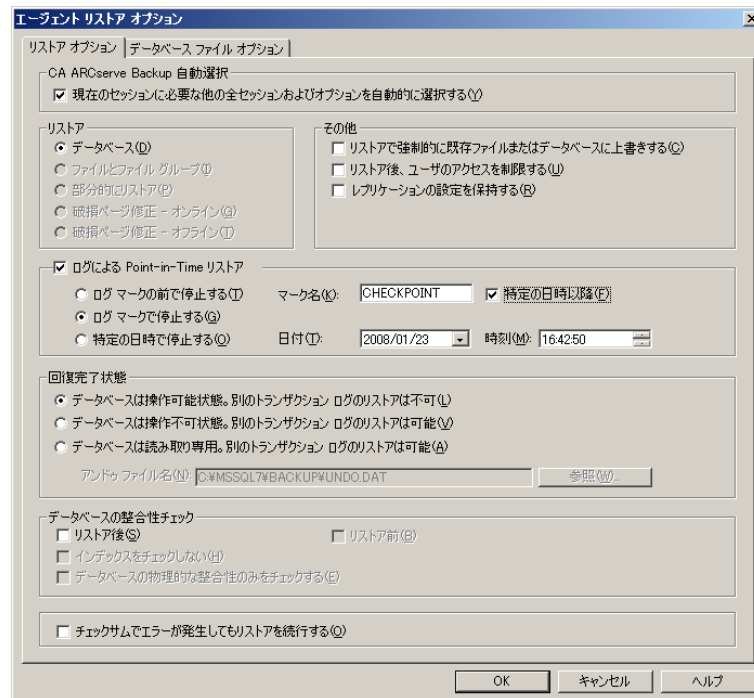 エージェント リストア オプション
リストア オプション データベース ファイル オプション
CA ARCserve Backup 自動選択
現在のセッションに必要な他の全セッションおよびオプションを自動的に選択する(Y)
リストア
データベース(D)
ファイルとファイル グループ(I)
部分的にリストア(P)
破損ページ修正 - オンライン(G)
破損ページ修正 - オフライン(T)
その他
リストアで強制的に既存ファイルまたはデータベースに上書きする(C)
リストア後、ユーザのアクセスを制限する(U)
レプリケーションの設定を保持する(R)
ログによる Point-in-Time リストア
ログ マークの前で停止する(T) マーク名(K): CHECKPOINT 特定の日時以降(F)
ログ マークで停止する(G)
特定の日時で停止する(O) 日付(T): 2008/01/23 時刻(M): 16:42:50
回復完了状態
データベースは操作可能状態。別のトランザクション ログのリストアは不可(L)
データベースは操作不可状態。別のトランザクション ログのリストアは可能(V)
データベースは読み取り専用。別のトランザクション ログのリストアは可能(A)
アンドゥ ファイル名(N): C:¥MSSQL7¥BACKUP¥UNDO.DAT 参照(W)...
データベースの整合性チェック
リストア後(S) リストア前(B)
インデックスをチェックしない(H)
データベースの物理的な整合性のみをチェックする(E)
チェックサムでエラーが発生してもリストアを続行する(O)
OK キャンセル ヘルプ